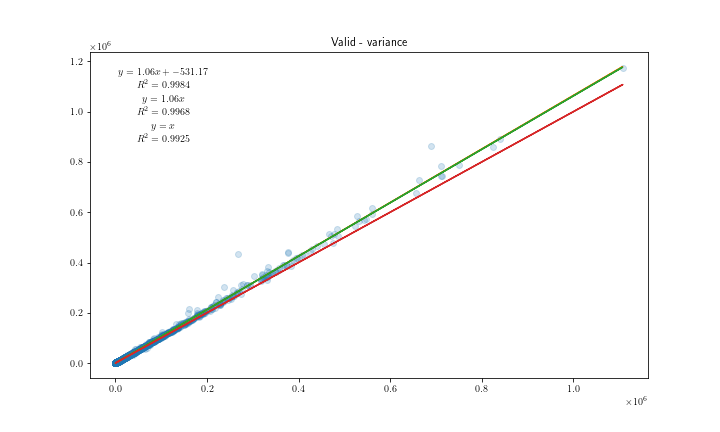 Valid - variance
×10⁶
y = 1.06x + −531.17
R² = 0.9984
y = 1.06x
R² = 0.9968
y = x
R² = 0.9925
1.2
1.0
0.8
0.6
0.4
0.2
0.0
0.0 0.2 0.4 0.6 0.8 1.0
×10⁶